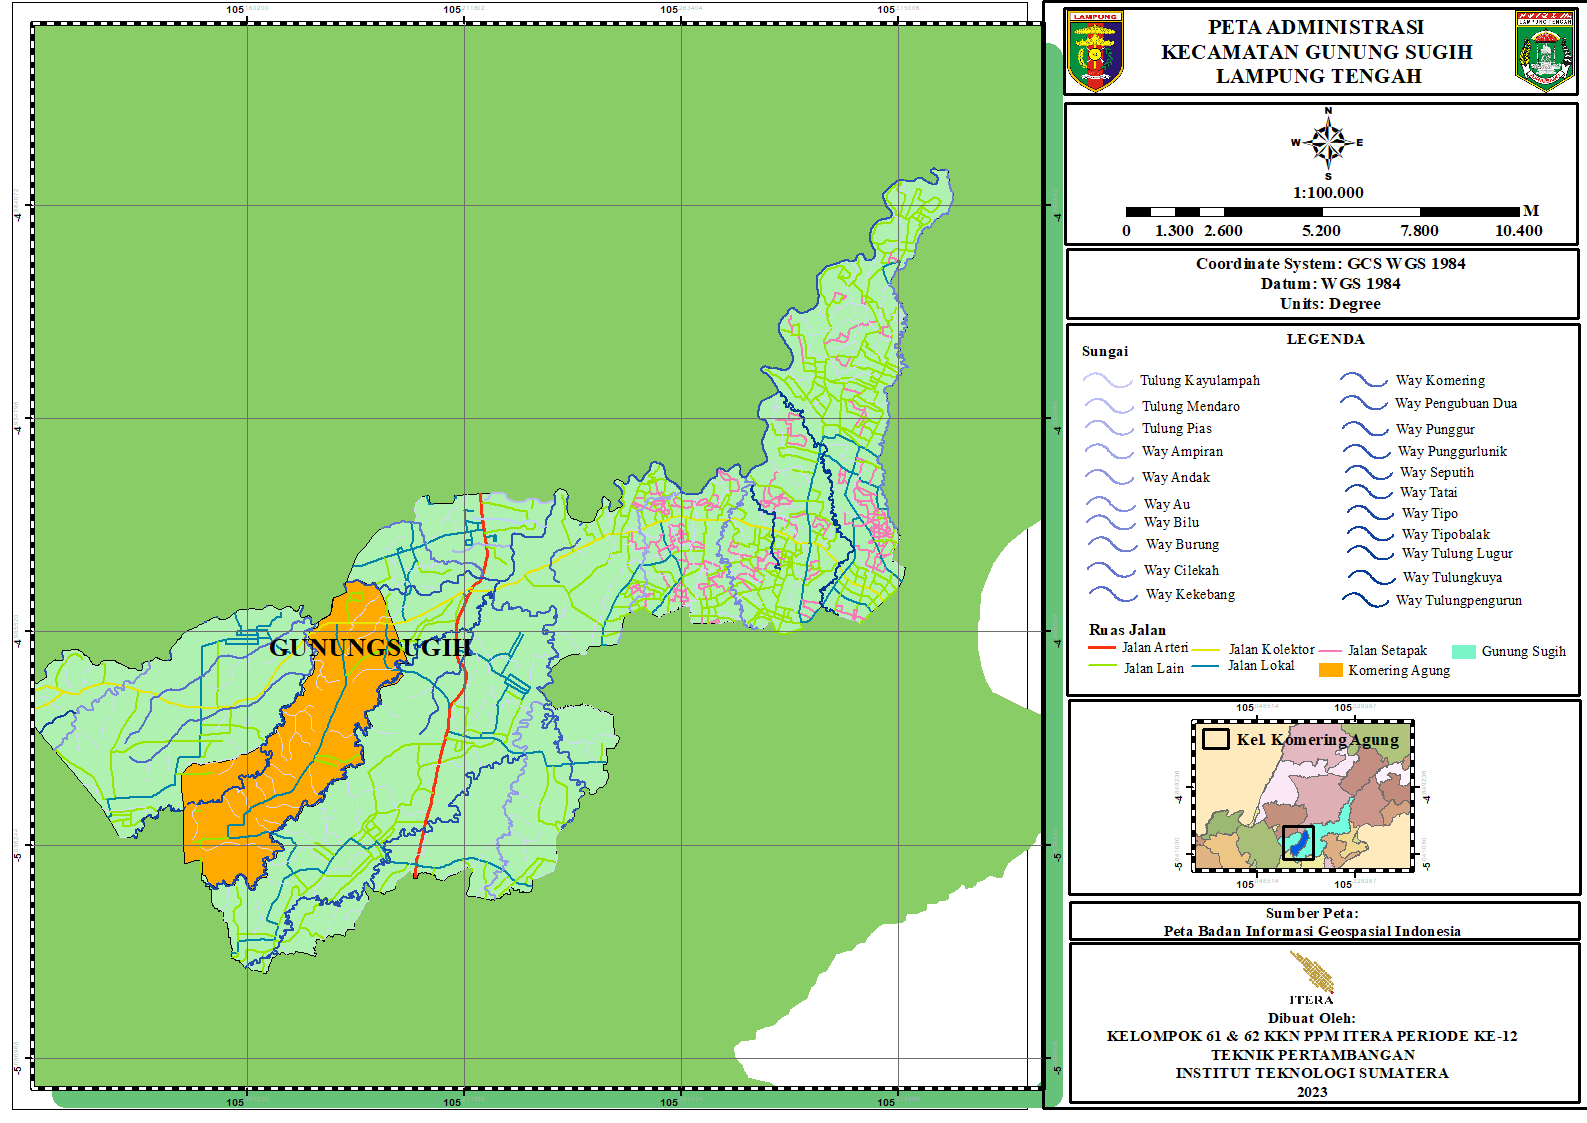 PETA ADMINISTRASI
KECAMATAN GUNUNG SUGIH
LAMPUNG TENGAH
LAMPUNG
LAMPUNG TENGAH
N
W
E
S
1:100.000
M
0 1.300 2.600 5.200 7.800 10.400
Coordinate System: GCS WGS 1984
Datum: WGS 1984
Units: Degree
LEGENDA
Sungai
Tulung Kayulampah
Tulung Mendaro
Tulung Pias
Way Ampiran
Way Andak
Way Au
Way Bilu
Way Burung
Way Cilekah
Way Kekebang
Way Komering
Way Pengubuan Dua
Way Punggur
Way Punggurlunik
Way Seputih
Way Tatai
Way Tipo
Way Tipobalak
Way Tulung Lugur
Way Tulungkuya
Way Tulungpengurun
Ruas Jalan
Jalan Arteri
Jalan Lain
Jalan Kolektor
Jalan Lokal
Jalan Setapak
Komering Agung
Gunung Sugih
Kel. Komering Agung
105 105
-4 -4
-5 -5
105 105
Sumber Peta:
Peta Badan Informasi Geospasial Indonesia
ITERA
Dibuat Oleh:
KELOMPOK 61 & 62 KKN PPM ITERA PERIODE KE-12
TEKNIK PERTAMBANGAN
INSTITUT TEKNOLOGI SUMATERA
2023
105 105 105 105
-4 -4
-4 -4
-4 -4
-5 -5
-5 -5
105 105 105 105
GUNUNGSUGIH